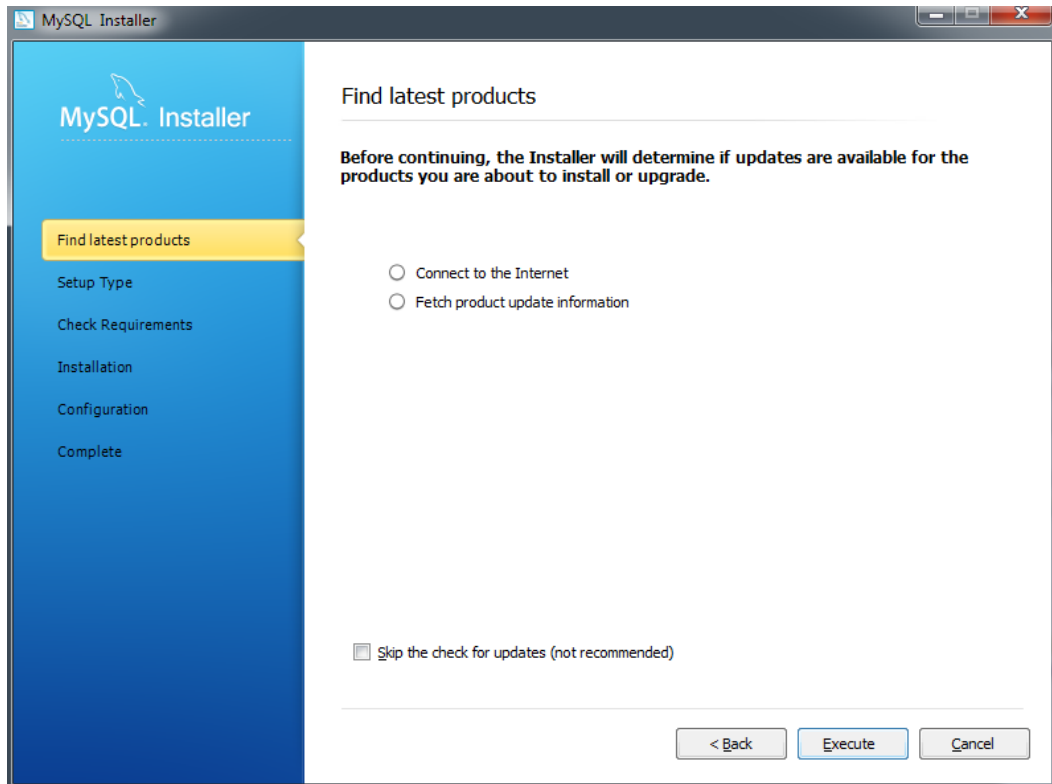 MySQL Installer
MySQL. Installer
Find latest products
Setup Type
Check Requirements
Installation
Configuration
Complete
Find latest products
Before continuing, the Installer will determine if updates are available for the
products you are about to install or upgrade.
Connect to the Internet
Fetch product update information
Skip the check for updates (not recommended)
< Back
Execute
Cancel